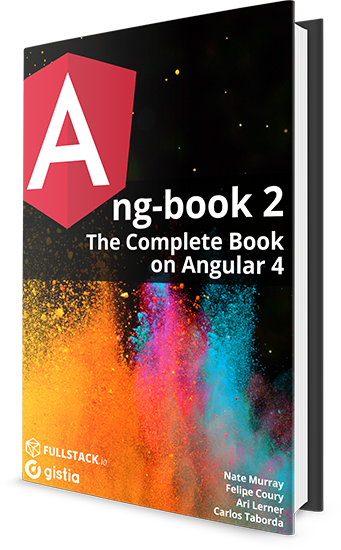 A
ng-book 2
The Complete Book
on Angular 4
FULLSTACK.io
gistia
Nate Murray
Felipe Coury
Ari Lerner
Carlos Taborda